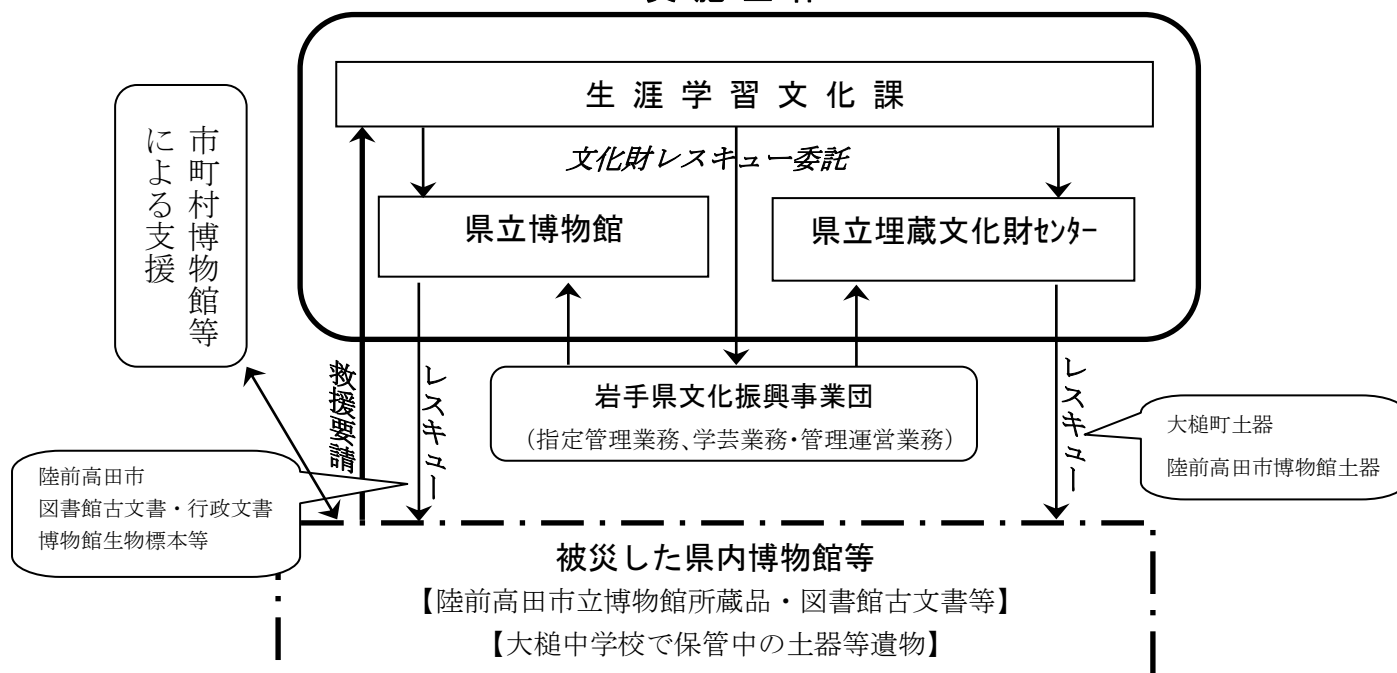 生涯学習文化課
文化財レスキュー委託
県立博物館
県立埋蔵文化財ｾﾝﾀｰ
市町村博物館等
による支援
救援要請
レスキュー
岩手県文化振興事業団
（指定管理業務、学芸業務・管理運営業務）
レスキュー
大槌町土器
陸前高田市博物館土器
陸前高田市
図書館古文書・行政文書
博物館生物標本等
被災した県内博物館等
【陸前高田市立博物館所蔵品・図書館古文書等】
【大槌中学校で保管中の土器等遺物】